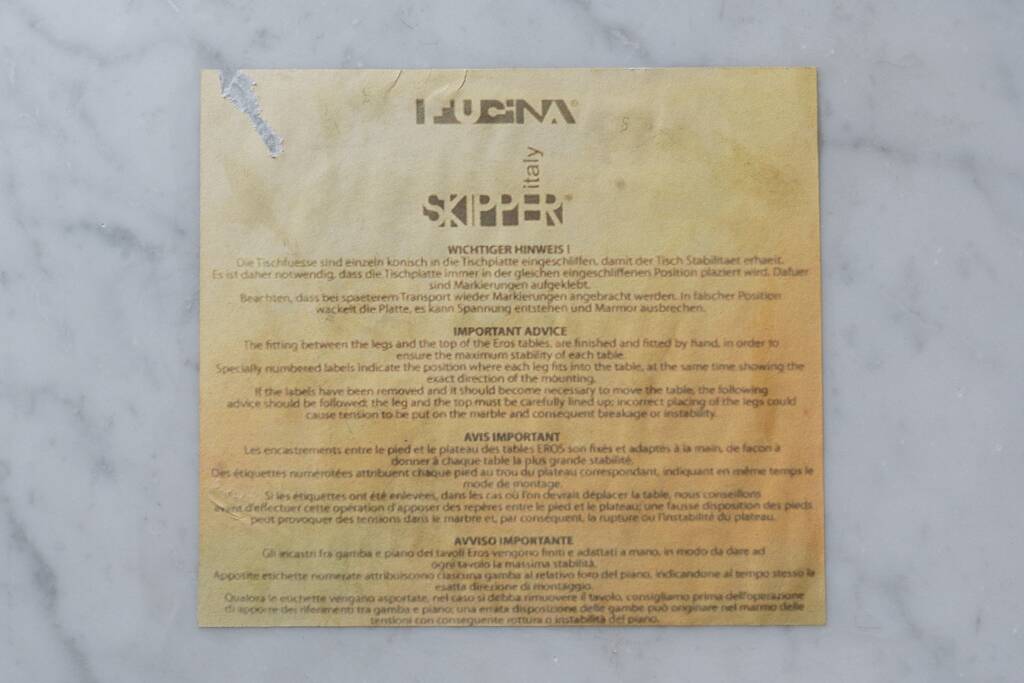 FUCINA®
italy
SKIPPER®
WICHTIGER HINWEIS !
Die Tischfuesse sind einzeln konisch in die Tischplatte eingeschliffen, damit der Tisch Stabilitaet erhaelt.
Es ist daher notwendig, dass die Tischplatte immer in der gleichen eingeschliffenen Position plaziert wird. Dafuer
sind Markierungen aufgeklebt.
Beachten, dass bei spaeterem Transport wieder Markierungen angebracht werden. In falscher Position
wackelt die Platte, es kann Spannung entstehen und Marmor ausbrechen.
IMPORTANT ADVICE
The fitting between the legs and the top of the Eros tables, are finished and fitted by hand, in order to
ensure the maximum stability of each table.
Specially numbered labels indicate the position where each leg fits into the table, at the same time showing the
exact direction of the mounting.
If the labels have been removed and it should become necessary to move the table, the following
advice should be followed: the leg and the top must be carefully lined up; incorrect placing of the legs could
cause tension to be put on the marble and consequent breakage or instability.
AVIS IMPORTANT
Les encastrements entre le pied et le plateau des tables EROS son fixès et adaptès à la main, de façon à
donner à chaque table la plus grande stabilité.
Des étiquettes numérotées attribuent chaque pied au trou du plateau correspondant, indiquant en même temps le
mode de montage.
Si les étiquettes ont été enlevées, dans les cas où l'on devrait déplacer la table, nous conseillons
avant d'effectuer cette opération d'apposer des repères entre le pied et le plateau; une fausse disposition des pieds
peut provoquer des tensions dans le marbre et, par conséquent, la rupture ou l'instabilité du plateau.
AVVISO IMPORTANTE
Gli incastri fra gamba e piano dei tavoli Eros vengono finiti e adattati a mano, in modo da dare ad
ogni tavolo la massima stabilità.
Apposite etichette numerate attribuiscono ciascuna gamba al relativo foro del piano, indicandone al tempo stesso la
esatta direzione di montaggio.
Qualora le etichette vengano asportate, nel caso si debba rimuovere il tavolo, consigliamo prima dell'operazione
di apporre dei riferimenti tra gamba e piano; una errata disposizione delle gambe può originare nel marmo delle
tensioni con conseguente rottura o instabilità del piano.